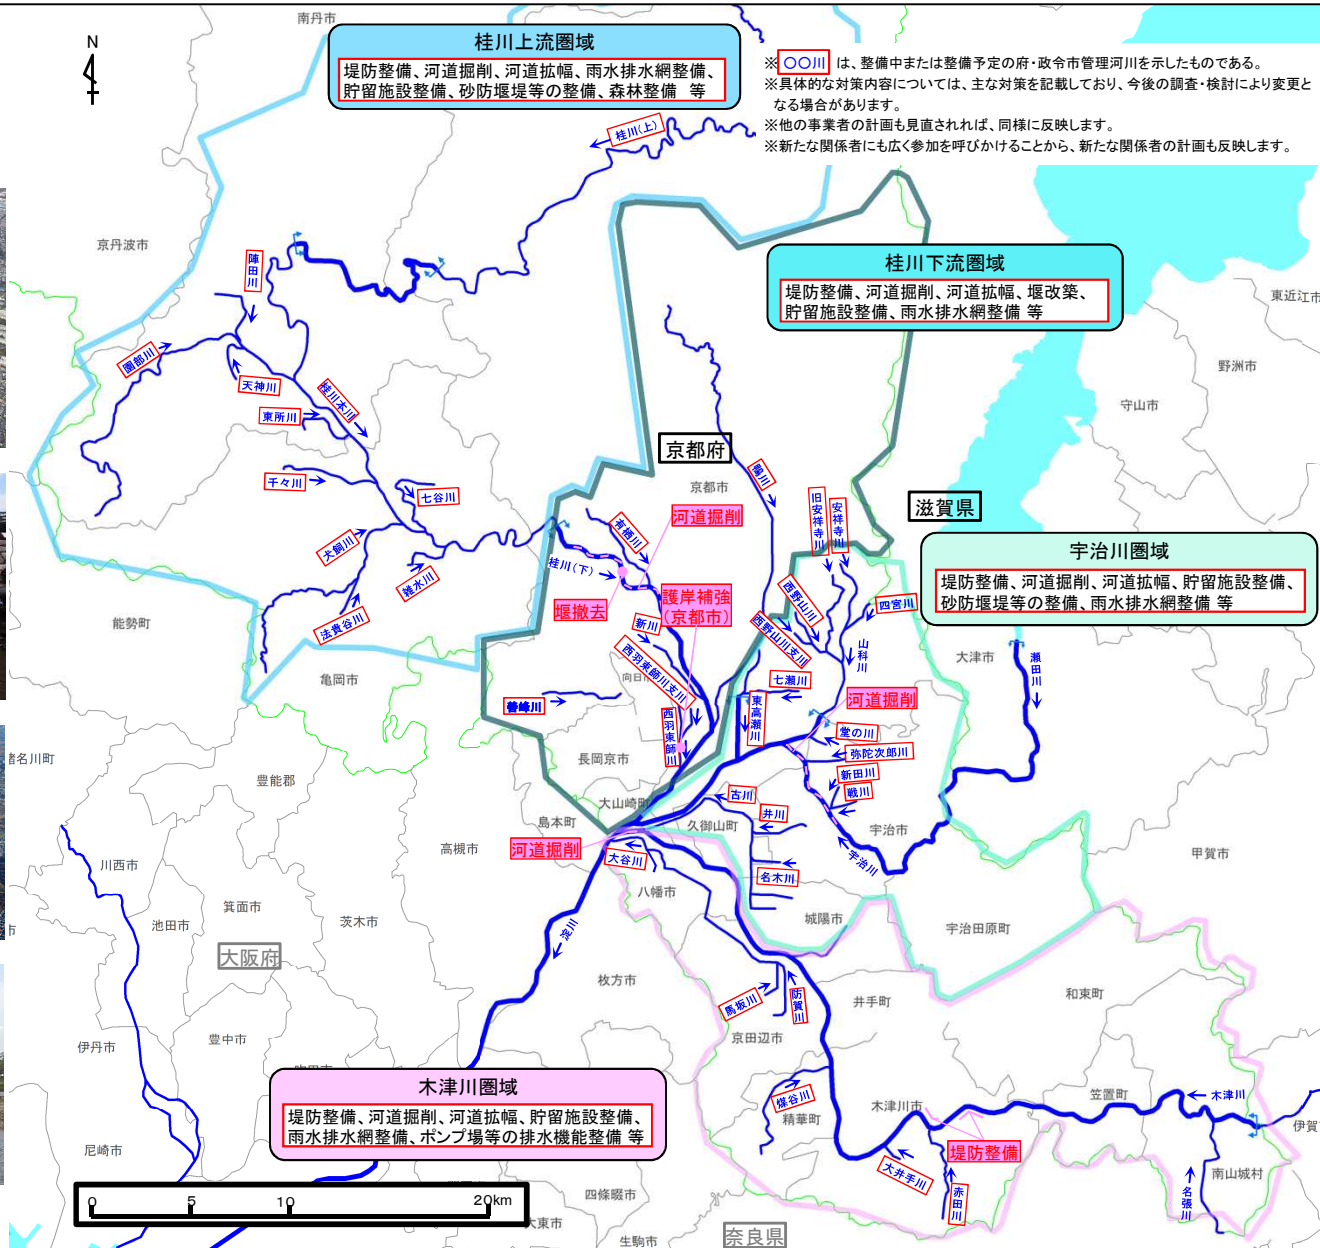 南丹市
N
桂川上流圏域
堤防整備、河道掘削、河道拡幅、雨水排水網整備、
貯留施設整備、砂防堰堤等の整備、森林整備 等
※ 〇〇川 は、整備中または整備予定の府・政令市管理河川を示したものである。
※具体的な対策内容については、主な対策を記載しており、今後の調査・検討により変更と
なる場合があります。
※他の事業者の計画も見直されれば、同様に反映します。
※新たな関係者にも広く参加を呼びかけることから、新たな関係者の計画も反映します。
桂川(上)
京丹波市
陣田川
桂川下流圏域
堤防整備、河道掘削、河道拡幅、堰改築、
貯留施設整備、雨水排水網整備 等
東近江市
野洲市
守山市
園部川
天神川
桂川本川
東所川
京都府
京都市
鴨川
千々川
七谷川
滋賀県
旧安祥寺川
安祥寺川
河道掘削
有栖川
犬飼川
雑水川
桂川(下)
宇治川圏域
堤防整備、河道掘削、河道拡幅、貯留施設整備、
砂防堰堤等の整備、雨水排水網整備 等
堰撤去
護岸補強
(京都市)
西野山川
四宮川
能勢町
法貴谷川
新川
西野山川支川
山科川
大津市
瀬田川
亀岡市
向日市
西羽束師川支川
七瀬川
河道掘削
善峰川
西羽束師川
東高瀬川
堂の川
弥陀次郎川
猪名川町
長岡京市
新田川
戦川
豊能郡
大山崎町
古川
島本町
久御山町
井川
宇治市
宇治川
高槻市
河道掘削
大谷川
甲賀市
川西市
八幡市
名木川
箕面市
池田市
茨木市
城陽市
宇治田原町
淀川
大阪府
枚方市
馬坂川
防賀川
井手町
和束町
伊丹市
豊中市
京田辺市
吹田市
木津川圏域
堤防整備、河道掘削、河道拡幅、貯留施設整備、
雨水排水網整備、ポンプ場等の排水機能整備 等
煤谷川
精華町
木津川市
笠置町
木津川
伊賀
尼崎市
堤防整備
大井手川
赤田川
南山城村
名張川
0 5 10 20km
四條畷市
大東市
生駒市
奈良県